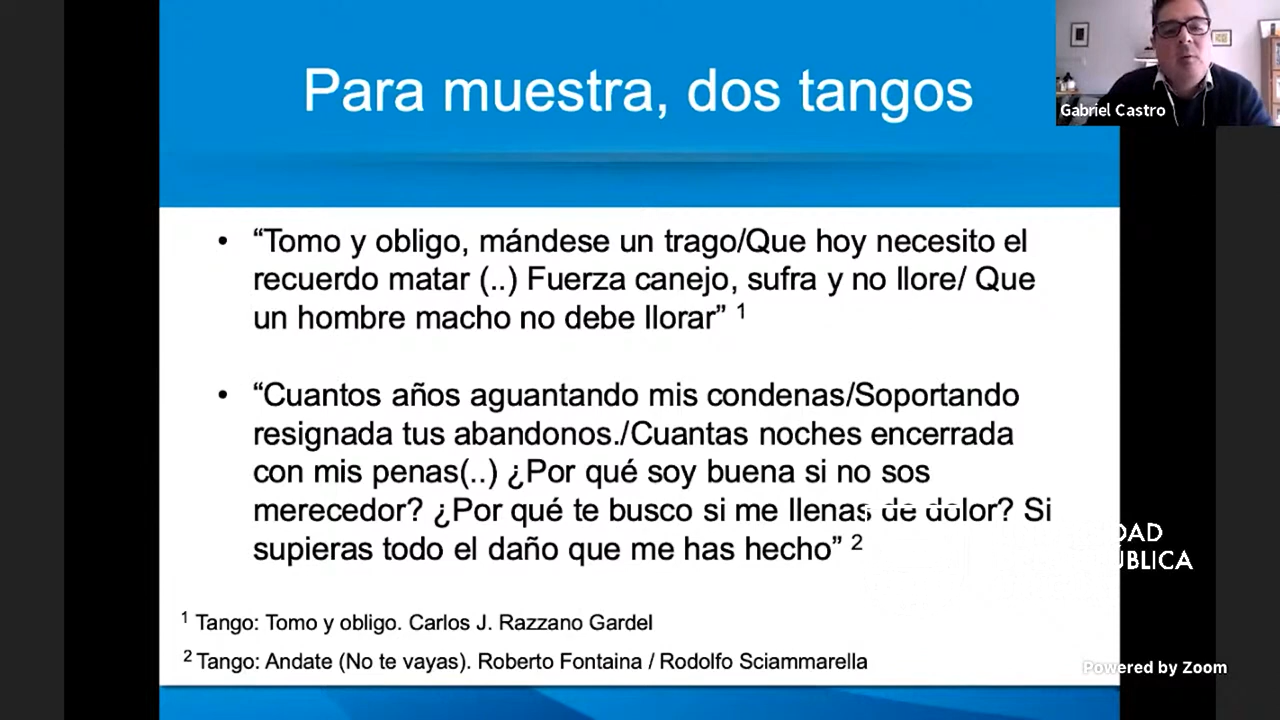 Para muestra, dos tangos
Gabriel Castro
• “Tomo y obligo, mándese un trago/Que hoy necesito el
recuerdo matar (..) Fuerza canejo, sufra y no llore/ Que
un hombre macho no debe llorar” 1
• “Cuantos años aguantando mis condenas/Soportando
resignada tus abandonos./Cuantas noches encerrada
con mis penas(..) ¿Por qué soy buena si no sos
merecedor? ¿Por qué te busco si me llenas de dolor? Si
supieras todo el daño que me has hecho” 2
1 Tango: Tomo y obligo. Carlos J. Razzano Gardel
2 Tango: Andate (No te vayas). Roberto Fontaina / Rodolfo Sciammarella
Powered by Zoom